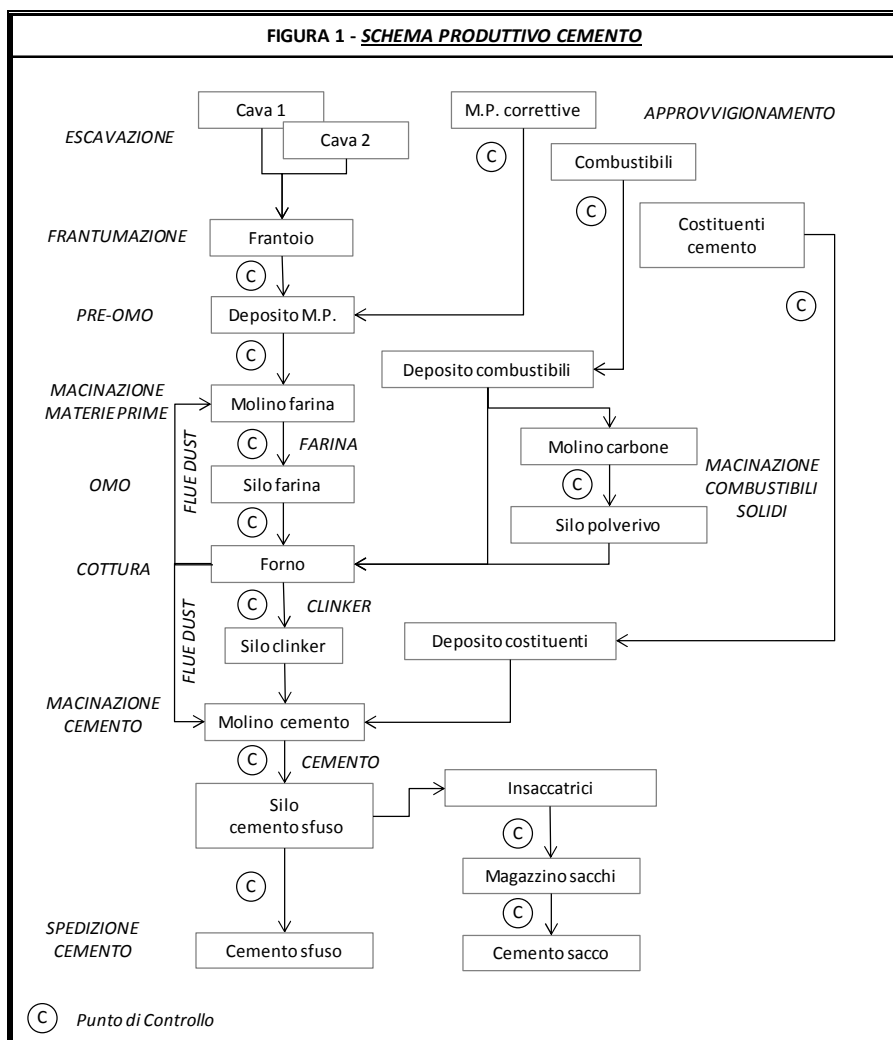 FIGURA 1 - SCHEMA PRODUTTIVO CEMENTO
Cava 1
M.P. correttive
APPROVVIGIONAMENTO
ESCAVAZIONE
Cava 2
C
Combustibili
C
Costituenti
cemento
FRANTUMAZIONE
Frantoio
C
C
PRE-OMO
Deposito M.P.
C
Deposito combustibili
MACINAZIONE
MATERIE PRIME
Molino farina
FLUE DUST
C
FARINA
Molino carbone
MACINAZIONE
COMBUSTIBILI
SOLIDI
C
OMO
Silo farina
C
Silo polverivo
COTTURA
Forno
FLUE DUST
C
CLINKER
Silo clinker
Deposito costituenti
MACINAZIONE
CEMENTO
Molino cemento
C
CEMENTO
Silo
cemento sfuso
Insaccatrici
C
C
Magazzino sacchi
C
SPEDIZIONE
CEMENTO
Cemento sfuso
Cemento sacco
C
Punto di Controllo